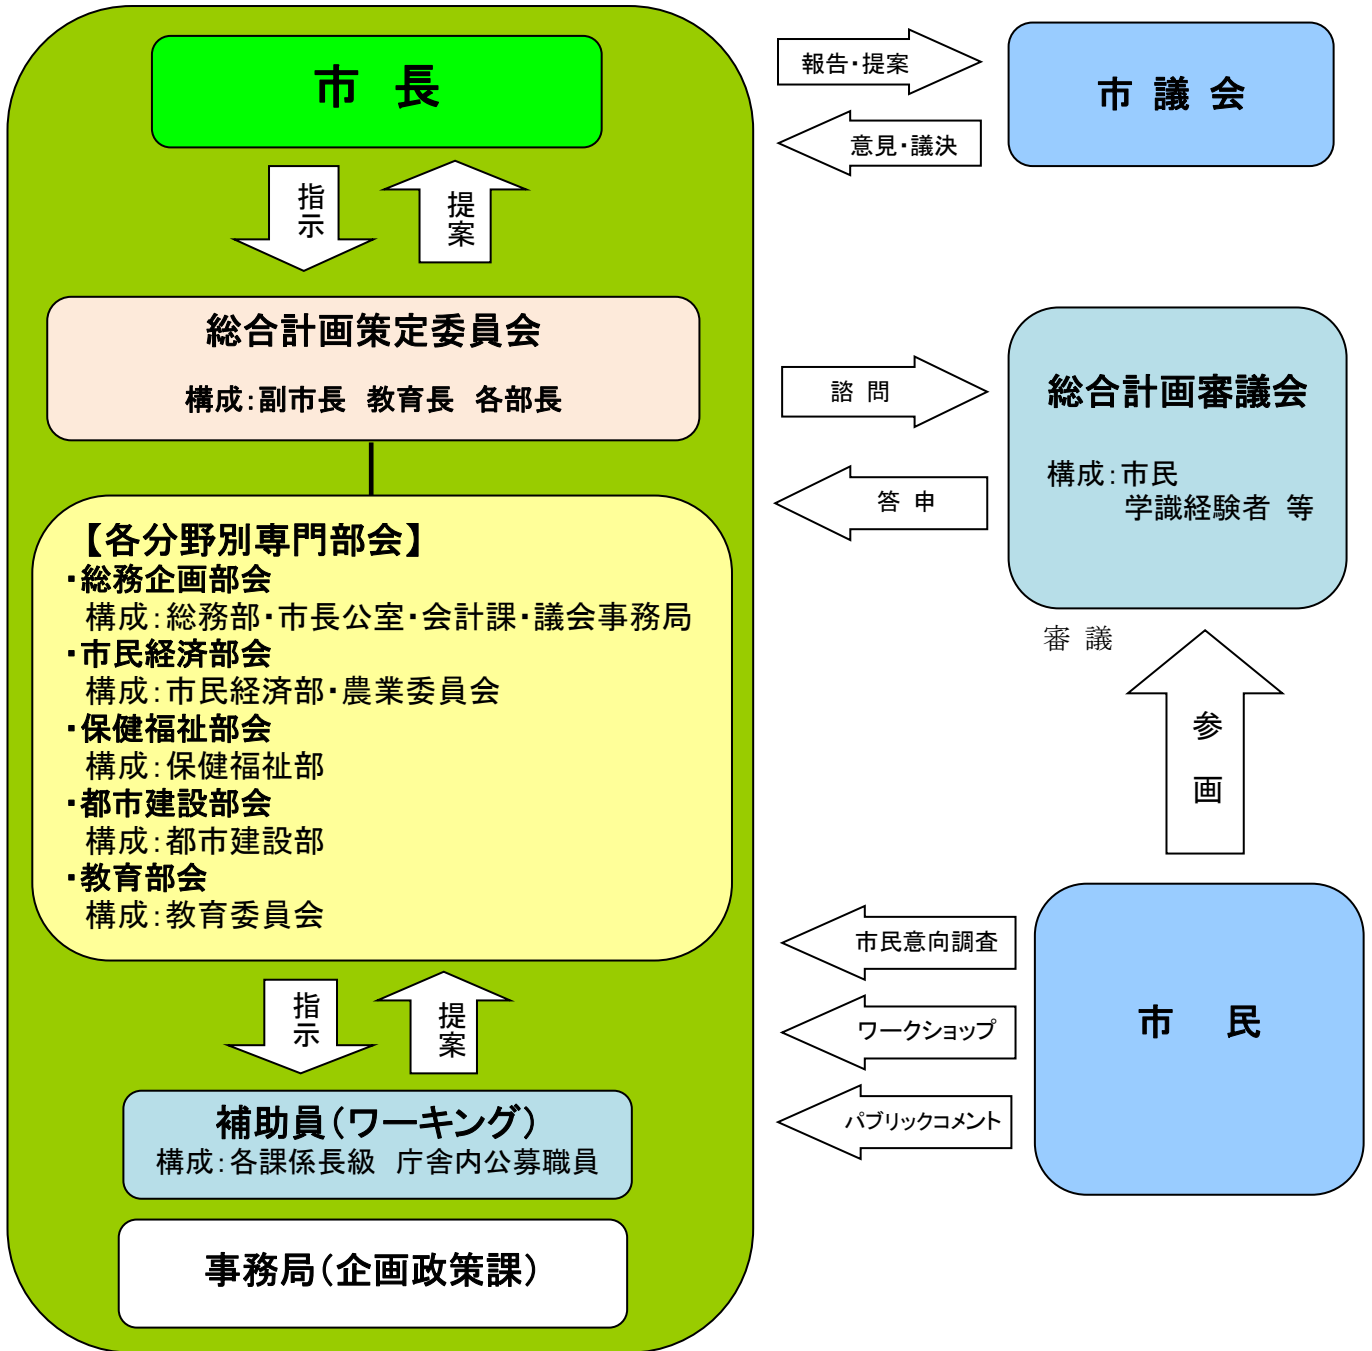 市　長
指示
提案
総合計画策定委員会
構成：副市長　教育長　各部長
【各分野別専門部会】
・総務企画部会
構成：総務部・市長公室・会計課・議会事務局
・市民経済部会
構成：市民経済部・農業委員会
・保健福祉部会
構成：保健福祉部
・都市建設部会
構成：都市建設部
・教育部会
構成：教育委員会
指示
提案
補助員（ワーキング）
構成：各課係長級　庁舎内公募職員
事務局（企画政策課）
報告・提案
意見・議決
市 議 会
諮 問
答 申
総合計画審議会
構成：市民
学識経験者 等
審 議
参画
市民意向調査
ワークショップ
パブリックコメント
市　民